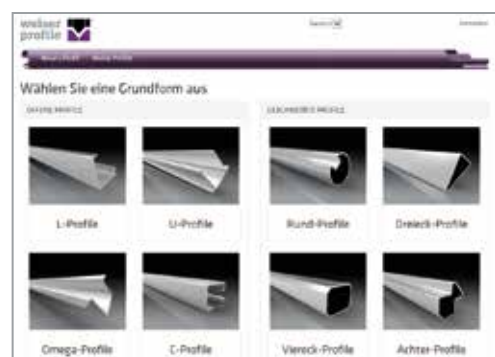 welser
profile
Wählen Sie eine Grundform aus
OFFENE PROFILE
GESCHLOSSENE PROFILE
L-Profile
U-Profile
Rund-Profile
Dreieck-Profile
Omega-Profile
C-Profile
Viereck-Profile
Achter-Profile